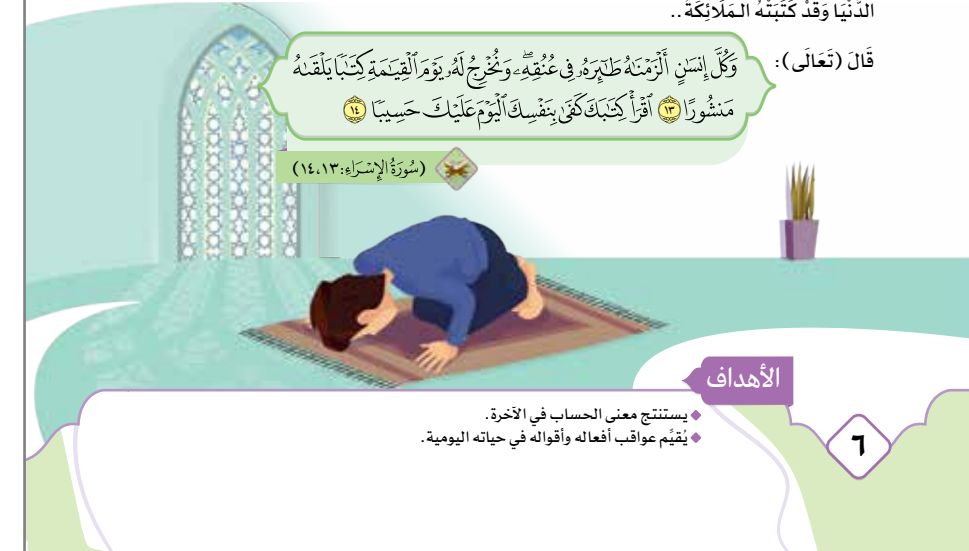 الدُّنْيَا وَقَدْ كَتَبَتْهُ الـمَلَائِكَةُ..
قَالَ (تَعَالَى):
وَكُلَّ إِنسَٰنٍ أَلْزَمْنَٰهُ طَٰٓئِرَهُۥ فِى عُنُقِهِۦۖ وَنُخْرِجُ لَهُۥ يَوْمَ ٱلْقِيَٰمَةِ كِتَٰبًا يَلْقَىٰهُ
مَنشُورًا ١٣ ٱقْرَأْ كِتَٰبَكَ كَفَىٰ بِنَفْسِكَ ٱلْيَوْمَ عَلَيْكَ حَسِيبًا ١٤
(سُورَةُ الإِسْرَاءِ:١٤،١٣)
الأهداف
يستنتج معنى الحساب في الآخرة.
يُقيِّم عواقب أفعاله وأقواله في حياته اليومية.
٦